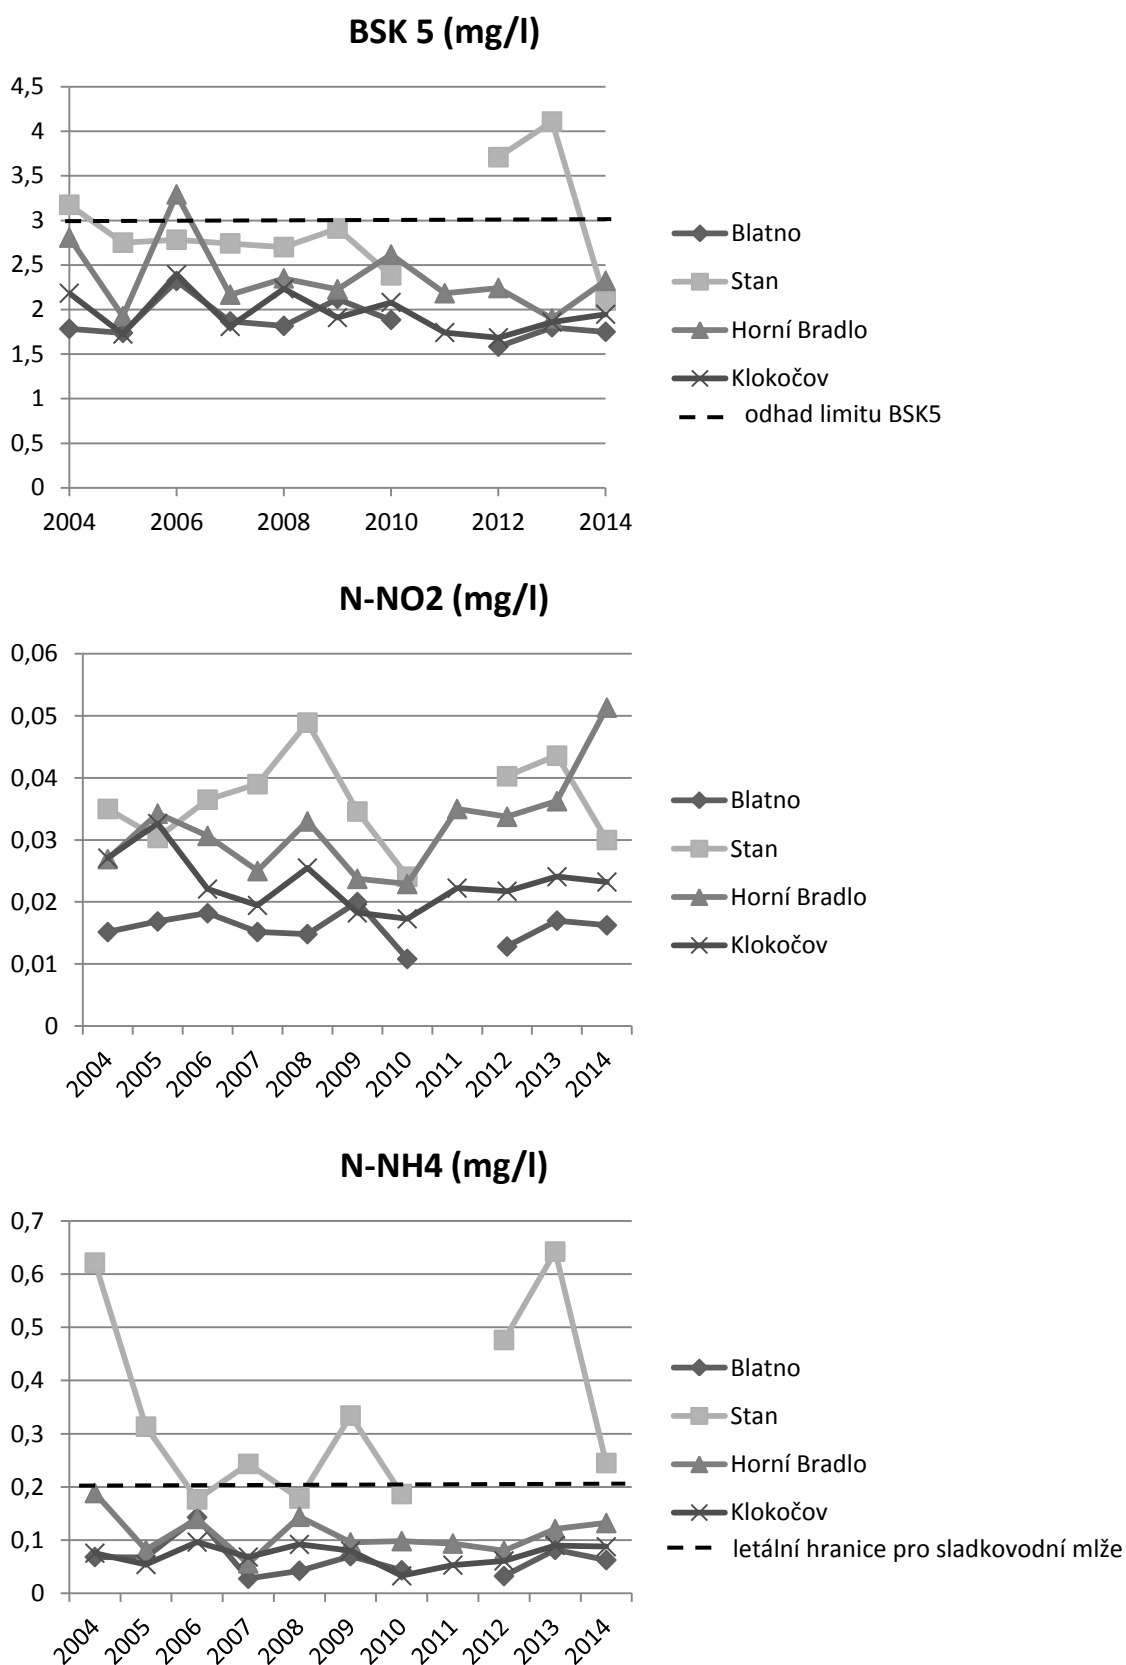 BSK 5 (mg/l)
4,5
4
3,5
3
2,5
2
1,5
1
0,5
0
2004 2006 2008 2010 2012 2014
Blatno
Stan
Horní Bradlo
Klokočov
odhad limitu BSK5
N-NO2 (mg/l)
0,06
0,05
0,04
0,03
0,02
0,01
0
2004 2005 2006 2007 2008 2009 2010 2011 2012 2013 2014
Blatno
Stan
Horní Bradlo
Klokočov
N-NH4 (mg/l)
0,7
0,6
0,5
0,4
0,3
0,2
0,1
0
2004 2005 2006 2007 2008 2009 2010 2011 2012 2013 2014
Blatno
Stan
Horní Bradlo
Klokočov
letální hranice pro sladkovodní mlže